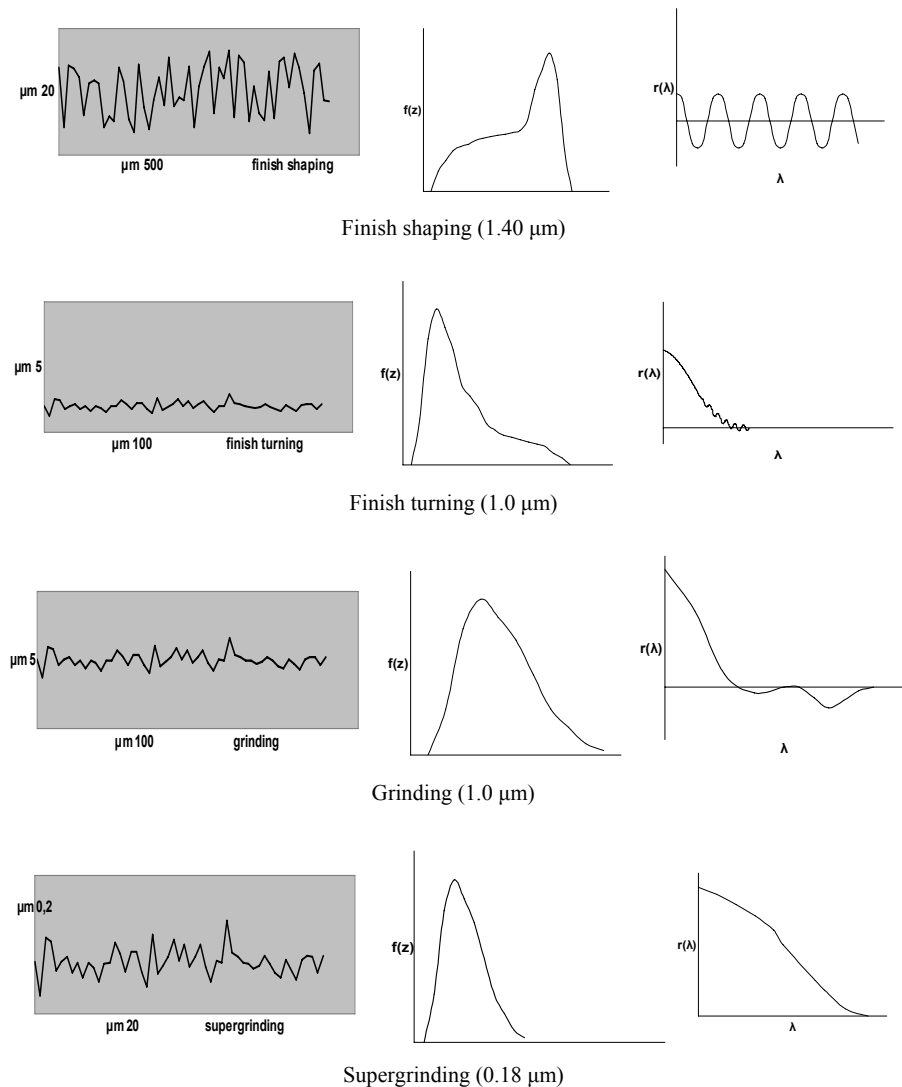 μm 20
μm 500 finish shaping
f(z)
r(λ)
λ
Finish shaping (1.40 μm)
μm 5
μm 100 finish turning
f(z)
r(λ)
λ
Finish turning (1.0 μm)
μm 5
μm 100 grinding
f(z)
r(λ)
λ
Grinding (1.0 μm)
μm 0,2
μm 20 supergrinding
f(z)
r(λ)
λ
Supergrinding (0.18 μm)